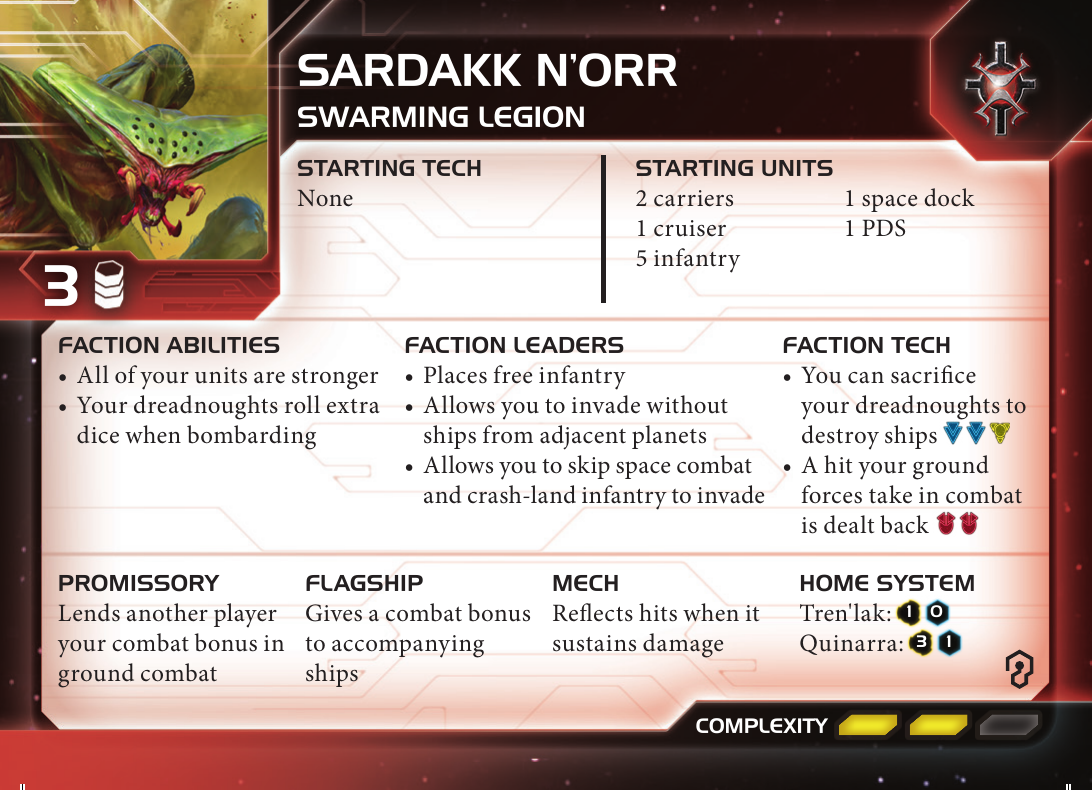 SARDAKK N'ORR
SWARMING LEGION
3
STARTING TECH
None
STARTING UNITS
2 carriers
1 cruiser
5 infantry
1 space dock
1 PDS
FACTION ABILITIES
• All of your units are stronger
• Your dreadnoughts roll extra
dice when bombarding
FACTION LEADERS
• Places free infantry
• Allows you to invade without
ships from adjacent planets
• Allows you to skip space combat
and crash-land infantry to invade
FACTION TECH
• You can sacrifice
your dreadnoughts to
destroy ships
• A hit your ground
forces take in combat
is dealt back
PROMISSORY
Lends another player
your combat bonus in
ground combat
FLAGSHIP
Gives a combat bonus
to accompanying
ships
MECH
Reflects hits when it
sustains damage
HOME SYSTEM
Tren'lak: 1 0
Quinarra: 3 1
COMPLEXITY